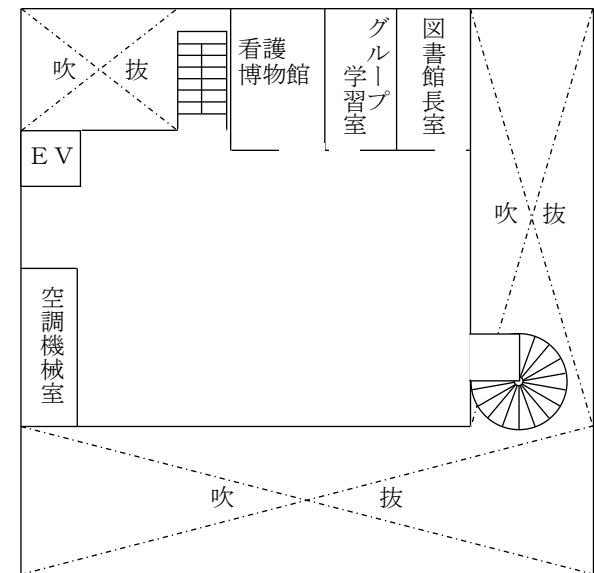 吹 抜
看護
博物館
グループ
学習室
図書館長室
ＥＶ
吹 抜
空調機械室
吹 抜